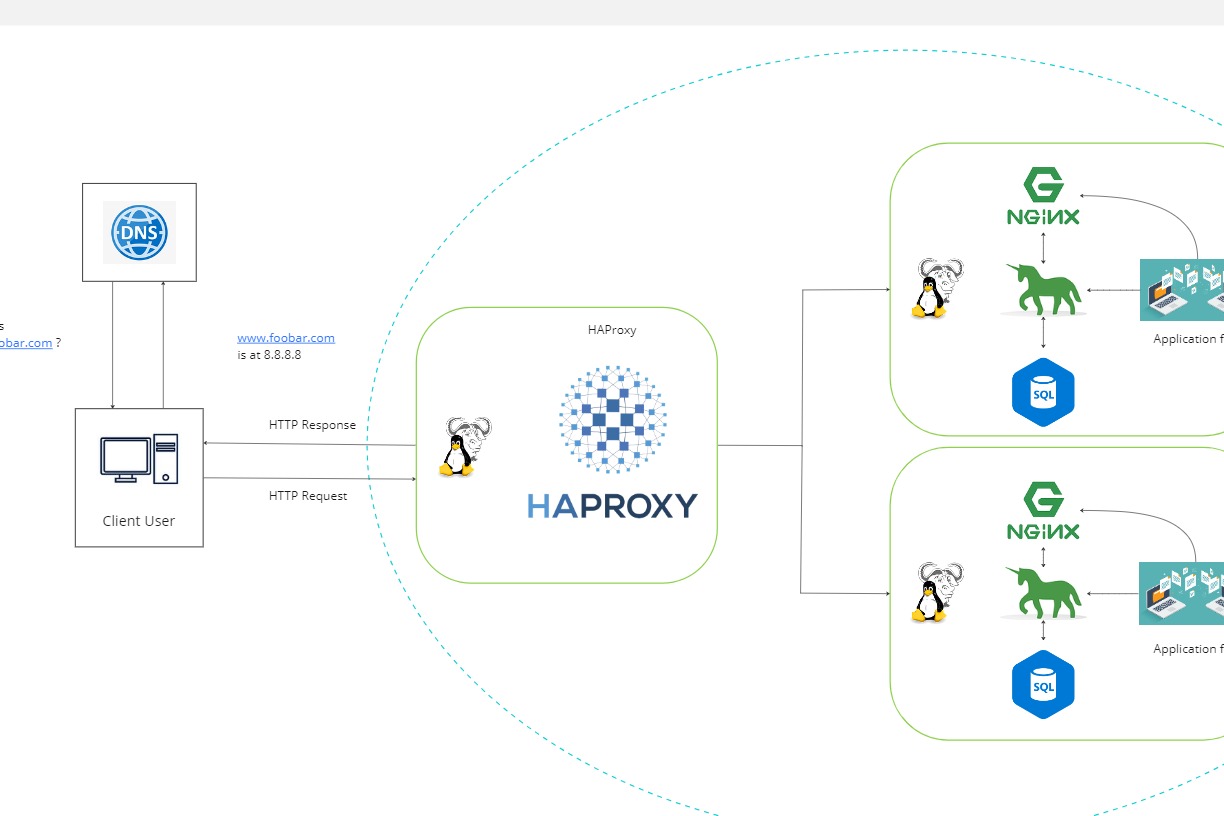 DNS
s
obar.com ?
www.foobar.com
is at 8.8.8.8
HTTP Response
HTTP Request
Client User
HAProxy
HAPROXY
NGINX
SQL
Application f
NGINX
SQL
Application f